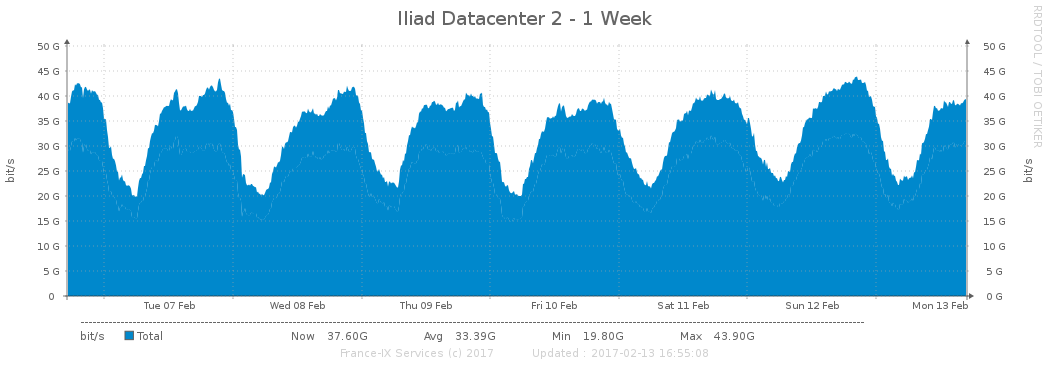 Iliad Datacenter 2 - 1 Week
RRDTOOL / TOBI OETIKER
bit/s
50 G
45 G
40 G
35 G
30 G
25 G
20 G
15 G
10 G
5 G
0
50 G
45 G
40 G
35 G
30 G
25 G
20 G
15 G
10 G
5 G
0 G
bit/s
Tue 07 Feb Wed 08 Feb Thu 09 Feb Fri 10 Feb Sat 11 Feb Sun 12 Feb Mon 13 Feb
bit/s Total Now 37.60G Avg 33.39G Min 19.80G Max 43.90G
France-IX Services (c) 2017 Updated : 2017-02-13 16:55:08